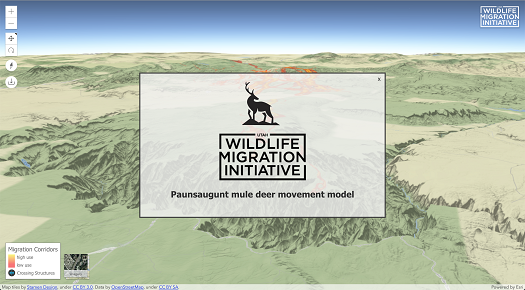 WILDLIFE
MIGRATION
INITIATIVE
x
UTAH
WILDLIFE
MIGRATION
INITIATIVE
Paunsaugunt mule deer movement model
Migration Corridors
high use
low use
Crossing Structures
Map tiles by Stamen Design, under CC BY 3.0. Data by OpenStreetMap, under CC BY SA.
Powered by Esri